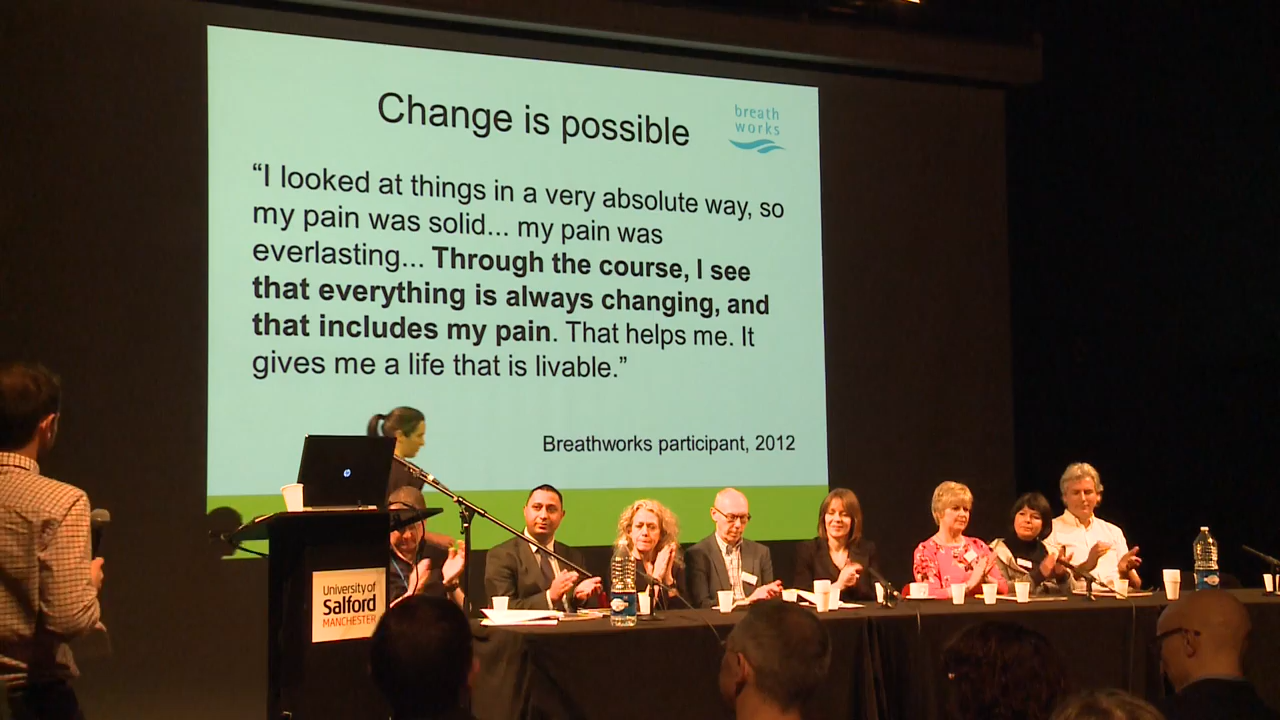 Change is possible
breath
works
“I looked at things in a very absolute way, so
my pain was solid... my pain was
everlasting... Through the course, I see
that everything is always changing, and
that includes my pain. That helps me. It
gives me a life that is livable.”
Breathworks participant, 2012
University of
Salford
MANCHESTER